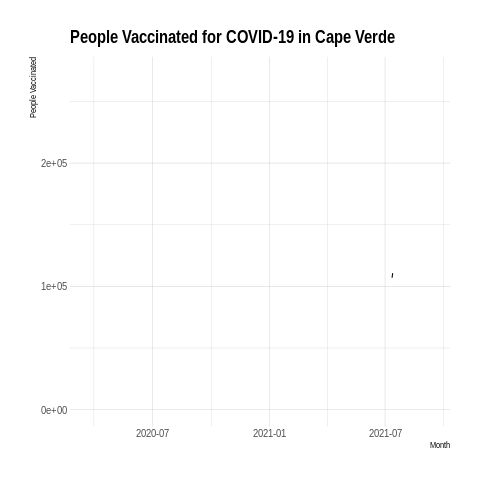 People Vaccinated for COVID-19 in Cape Verde
People Vaccinated
2e+05
1e+05
0e+00
2020-07 2021-01 2021-07
Month